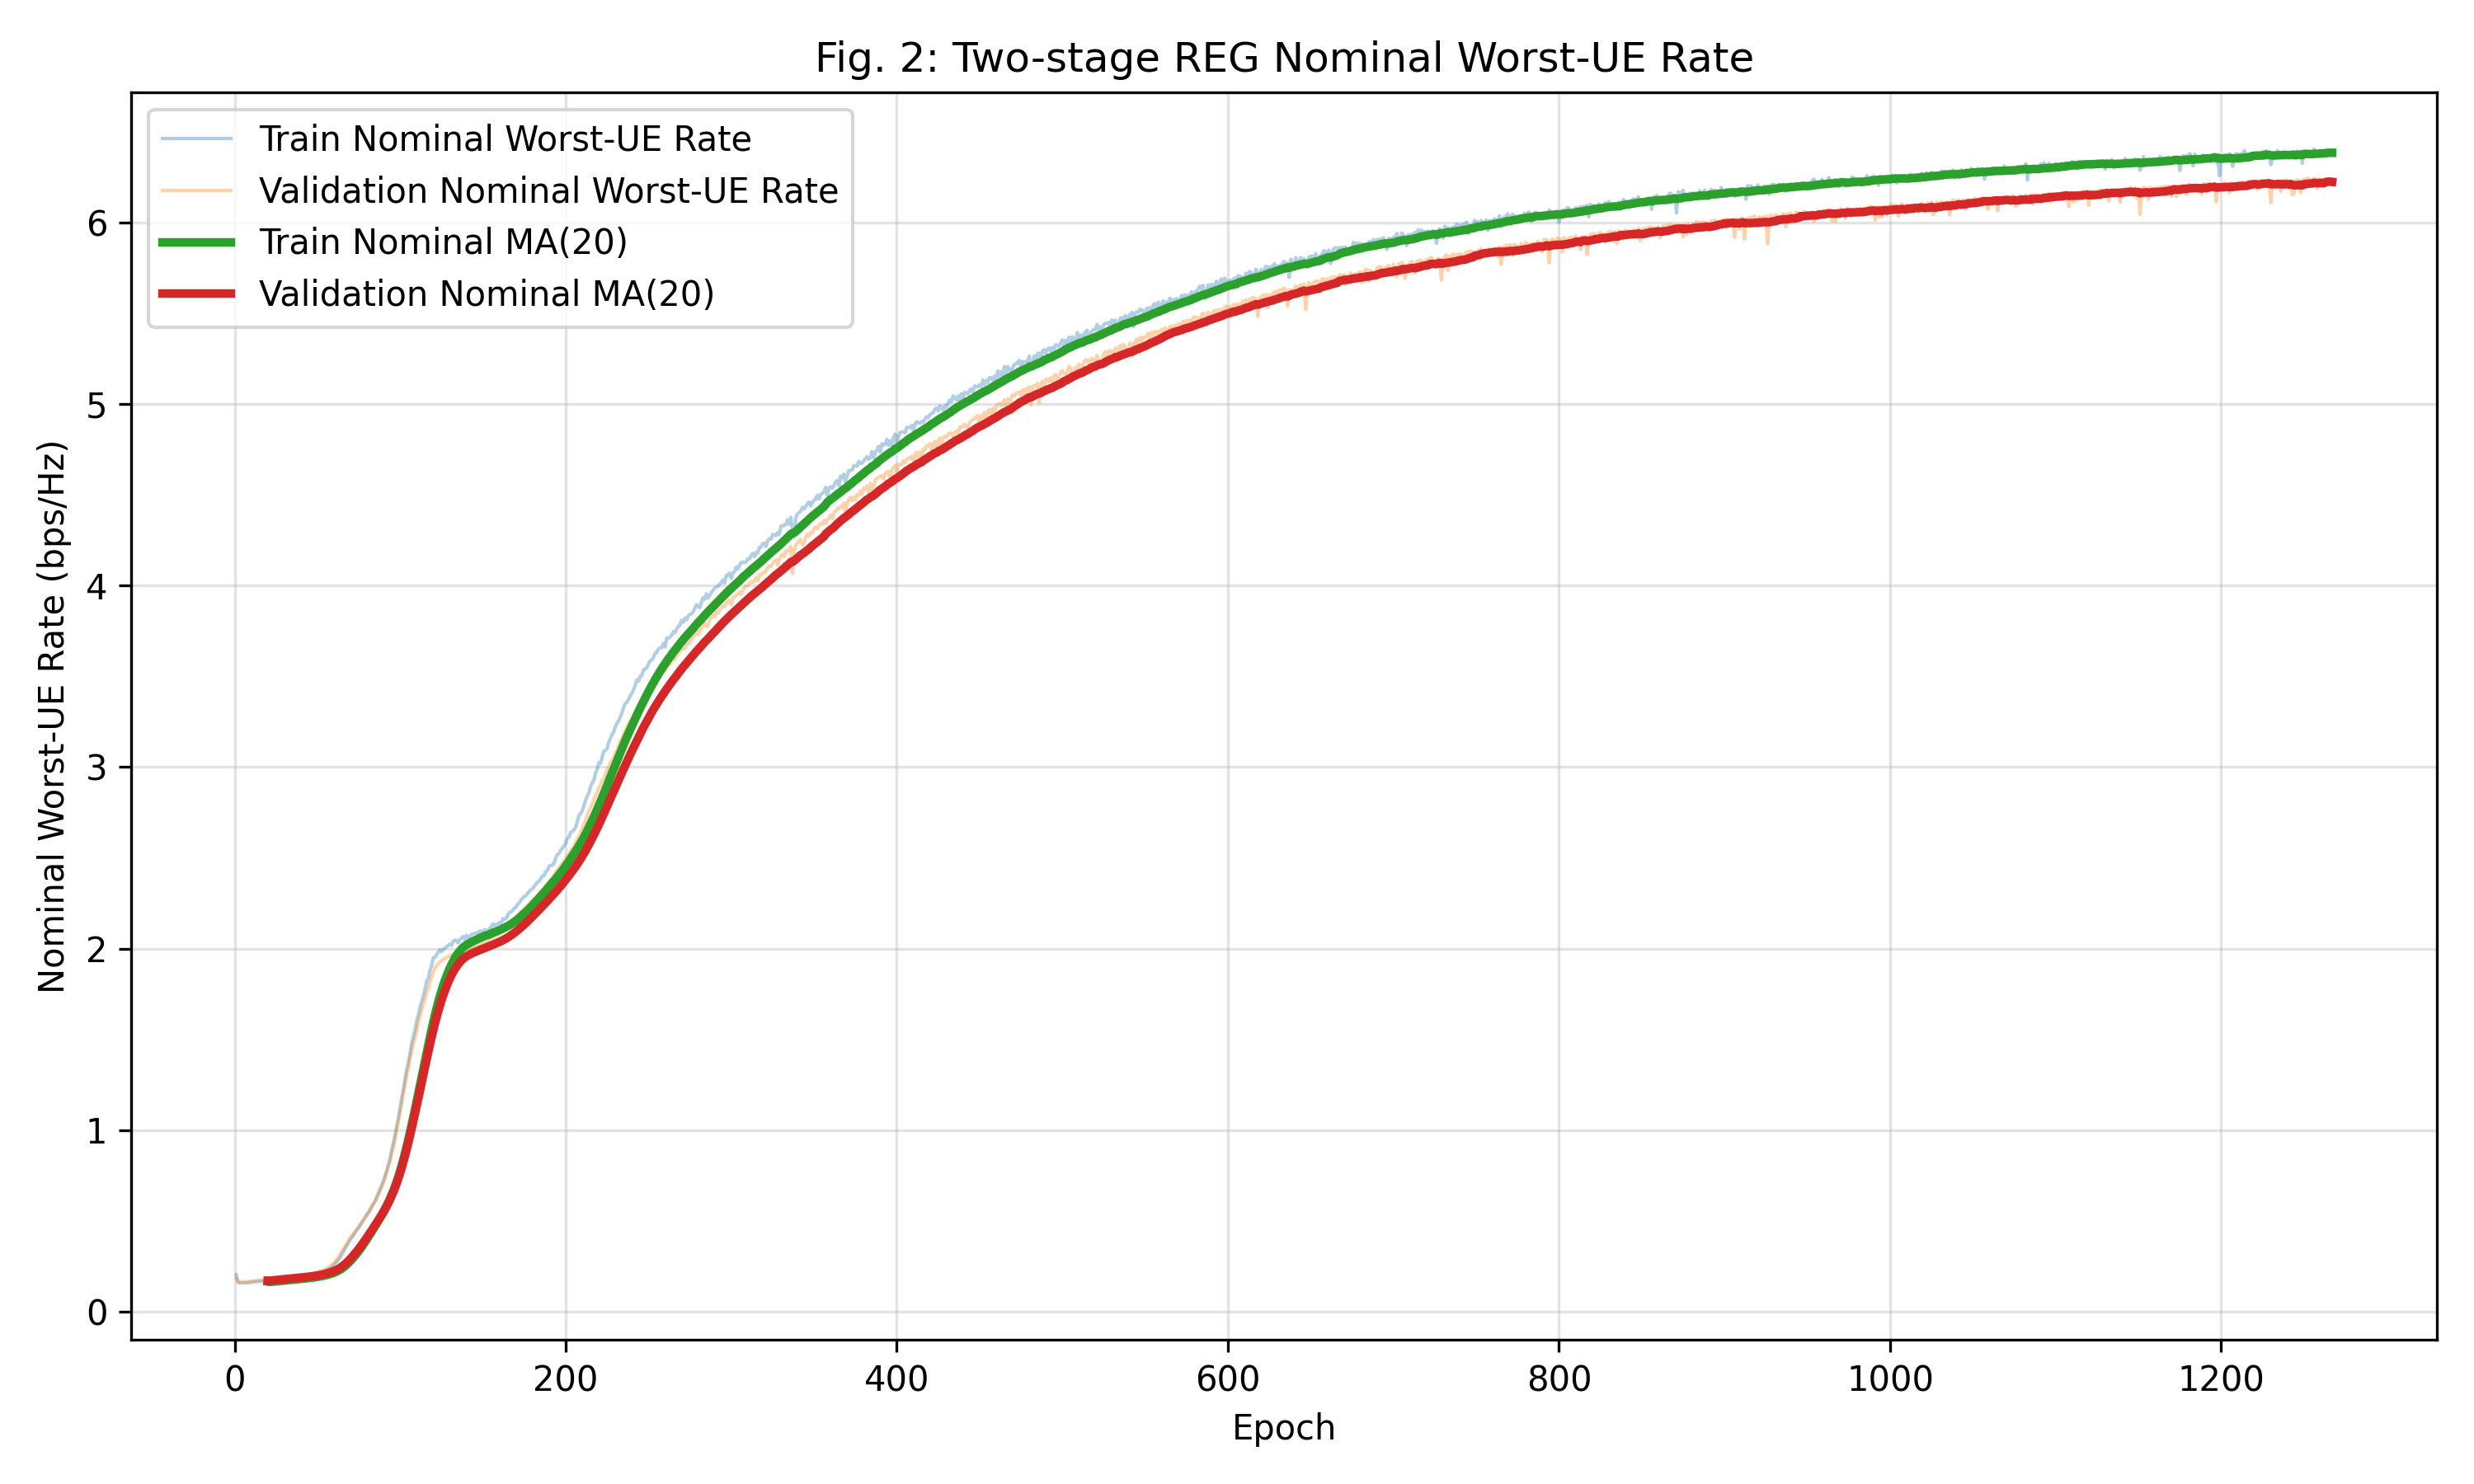 Fig. 2: Two-stage REG Nominal Worst-UE Rate
Train Nominal Worst-UE Rate
Validation Nominal Worst-UE Rate
Train Nominal MA(20)
Validation Nominal MA(20)
Nominal Worst-UE Rate (bps/Hz)
6
5
4
3
2
1
0
0 200 400 600 800 1000 1200
Epoch